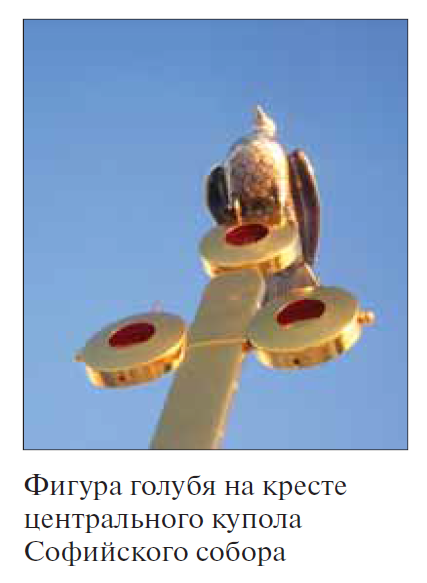 Фигура голубя на кресте
центрального купола
Софийского собора